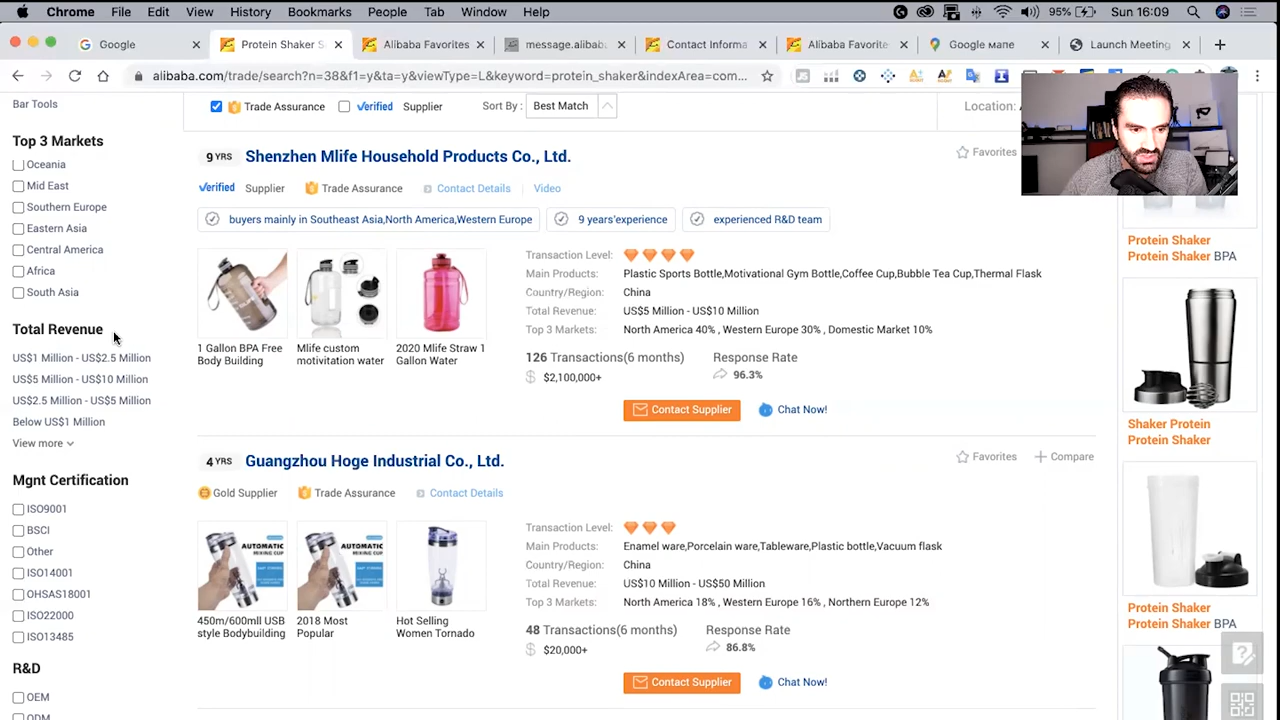 Chrome File Edit View History Bookmarks People Tab Window Help 95% Sun 16:09
Google × Protein Shaker S × Alibaba Favorites × message.alibab × Contact Informa × Alibaba Favorite × Google мапе × Launch Meeting × +
alibaba.com/trade/search?n=38&f1=y&ta=y&viewType=L&keyword=protein_shaker&indexArea=com...
Bar Tools
Top 3 Markets
Oceania
Mid East
Southern Europe
Eastern Asia
Central America
Africa
South Asia
Total Revenue
US$1 Million - US$2.5 Million
US$5 Million - US$10 Million
US$2.5 Million - US$5 Million
Below US$1 Million
View more
Mgnt Certification
ISO9001
BSCI
Other
ISO14001
OHSAS18001
ISO22000
ISO13485
R&D
OEM
ODM
Trade Assurance Verified Supplier Sort By : Best Match Location:
9 YRS Shenzhen Mlife Household Products Co., Ltd. Favorites
Verified Supplier Trade Assurance Contact Details Video
buyers mainly in Southeast Asia,North America,Western Europe 9 years'experience experienced R&D team
1 Gallon BPA Free
Body Building
Mlife custom
motivitation water
2020 Mlife Straw 1
Gallon Water
Transaction Level:
Main Products: Plastic Sports Bottle,Motivational Gym Bottle,Coffee Cup,Bubble Tea Cup,Thermal Flask
Country/Region: China
Total Revenue: US$5 Million - US$10 Million
Top 3 Markets: North America 40% , Western Europe 30% , Domestic Market 10%
126 Transactions(6 months) Response Rate
$2,100,000+ 96.3%
Contact Supplier Chat Now!
4 YRS Guangzhou Hoge Industrial Co., Ltd. Favorites Compare
Gold Supplier Trade Assurance Contact Details
AUTOMATIC
MIXING CUP
AUTOMATIC
MIXING CUP
450m/600mll USB
style Bodybuilding
2018 Most
Popular
Hot Selling
Women Tornado
Transaction Level:
Main Products: Enamel ware,Porcelain ware,Tableware,Plastic bottle,Vacuum flask
Country/Region: China
Total Revenue: US$10 Million - US$50 Million
Top 3 Markets: North America 18% , Western Europe 16% , Northern Europe 12%
48 Transactions(6 months) Response Rate
$20,000+ 86.8%
Contact Supplier Chat Now!
Protein Shaker
Protein Shaker BPA
Shaker Protein
Protein Shaker
Protein Shaker
Protein Shaker BPA